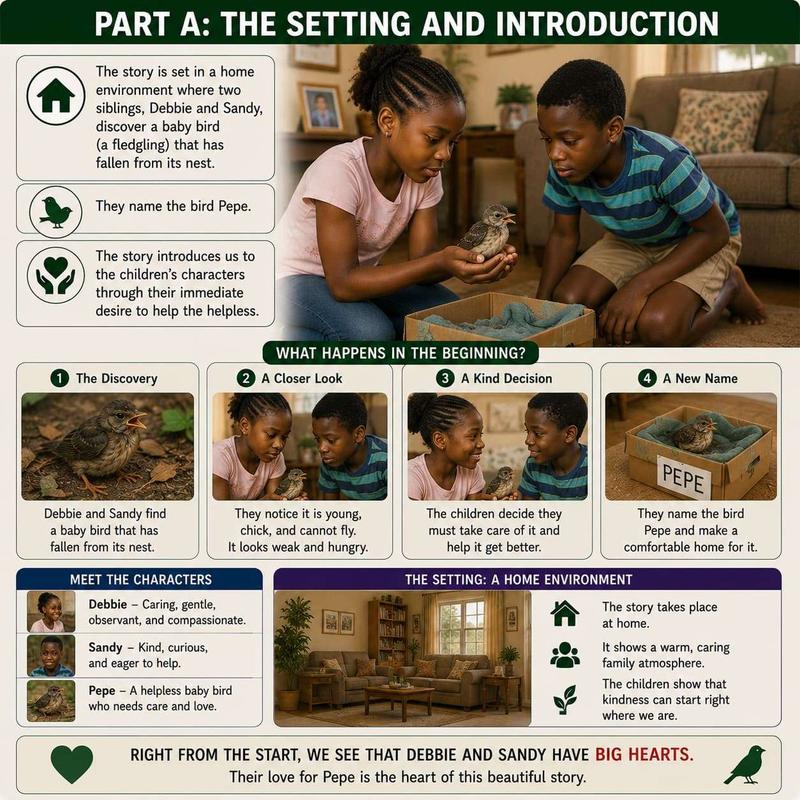 PART A: THE SETTING AND INTRODUCTION
The story is set in a home
environment where two
siblings, Debbie and Sandy,
discover a baby bird
(a fledgling) that has
fallen from its nest.
They name the bird Pepe.
The story introduces us to
the children's characters
through their immediate
desire to help the helpless.
WHAT HAPPENS IN THE BEGINNING?
1 The Discovery
Debbie and Sandy find
a baby bird that has
fallen from its nest.
2 A Closer Look
They notice it is young,
chick, and cannot fly.
It looks weak and hungry.
3 A Kind Decision
The children decide they
must take care of it and
help it get better.
4 A New Name
PEPE
They name the bird
Pepe and make a
comfortable home for it.
MEET THE CHARACTERS
Debbie – Caring, gentle,
observant, and compassionate.
Sandy – Kind, curious,
and eager to help.
Pepe – A helpless baby bird
who needs care and love.
THE SETTING: A HOME ENVIRONMENT
The story takes place
at home.
It shows a warm, caring
family atmosphere.
The children show that
kindness can start right
where we are.
RIGHT FROM THE START, WE SEE THAT DEBBIE AND SANDY HAVE BIG HEARTS.
Their love for Pepe is the heart of this beautiful story.